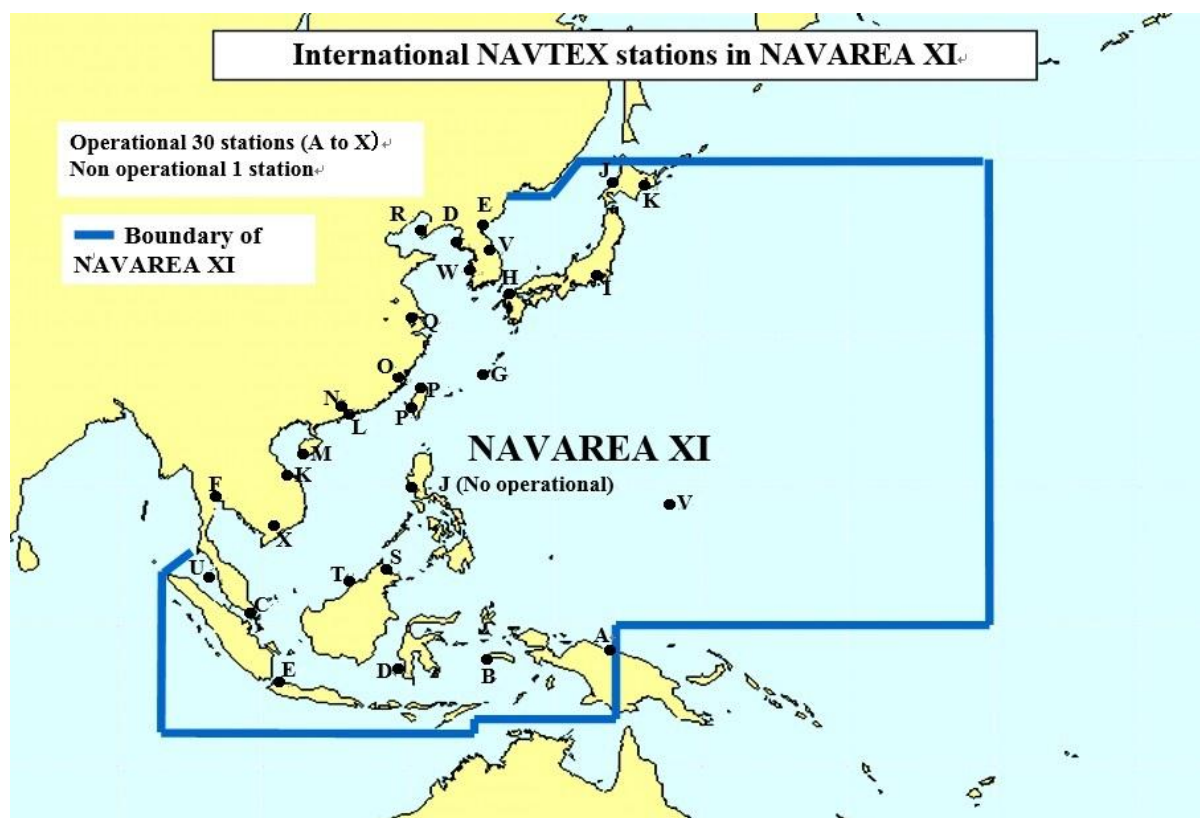 International NAVTEX stations in NAVAREA XI
Operational 30 stations (A to X)
Non operational 1 station
Boundary of
NAVAREA XI
J
K
R
D
E
V
W
H
I
Q
O
G
P
N
L
P
NAVAREA XI
M
K
F
J (No operational)
V
X
S
U
T
C
A
D
B
E